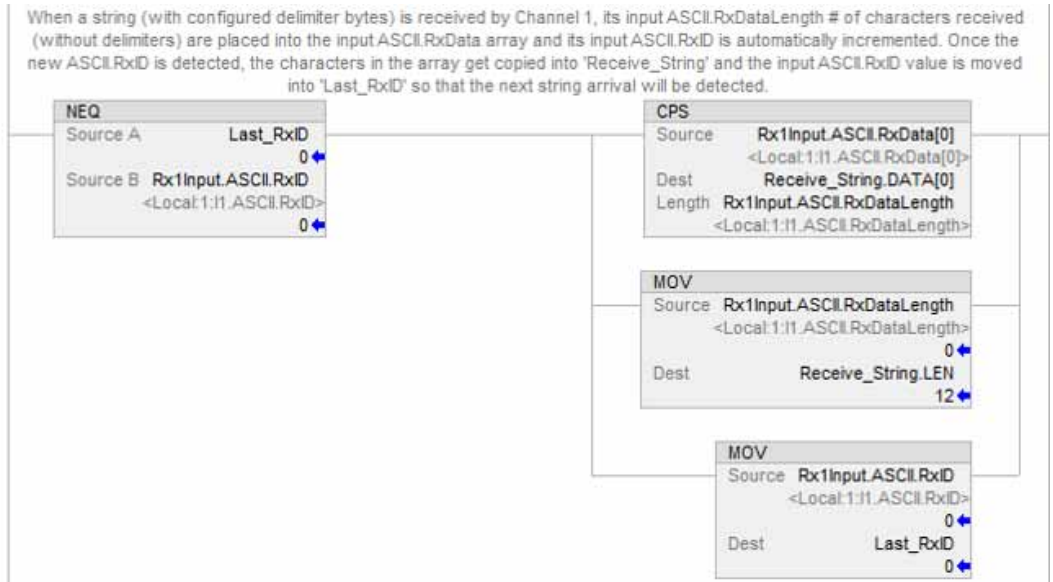 When a string (with configured delimiter bytes) is received by Channel 1, its input ASCII.RxDataLength # of characters received
(without delimiters) are placed into the input ASCII.RxData array and its input ASCII.RxID is automatically incremented. Once the
new ASCII.RxID is detected, the characters in the array get copied into 'Receive_String' and the input ASCII.RxID value is moved
into 'Last_RxID' so that the next string arrival will be detected.
NEQ
Source A Last_RxID
0
Source B Rx1Input.ASCII.RxID
<Local:1:I1.ASCII.RxID>
0
CPS
Source Rx1Input.ASCII.RxData[0]
<Local:1:I1.ASCII.RxData[0]>
Dest Receive_String.DATA[0]
Length Rx1Input.ASCII.RxDataLength
<Local:1:I1.ASCII.RxDataLength>
MOV
Source Rx1Input.ASCII.RxDataLength
<Local:1:I1.ASCII.RxDataLength>
0
Dest Receive_String.LEN
12
MOV
Source Rx1Input.ASCII.RxID
<Local:1:I1.ASCII.RxID>
0
Dest Last_RxID
0